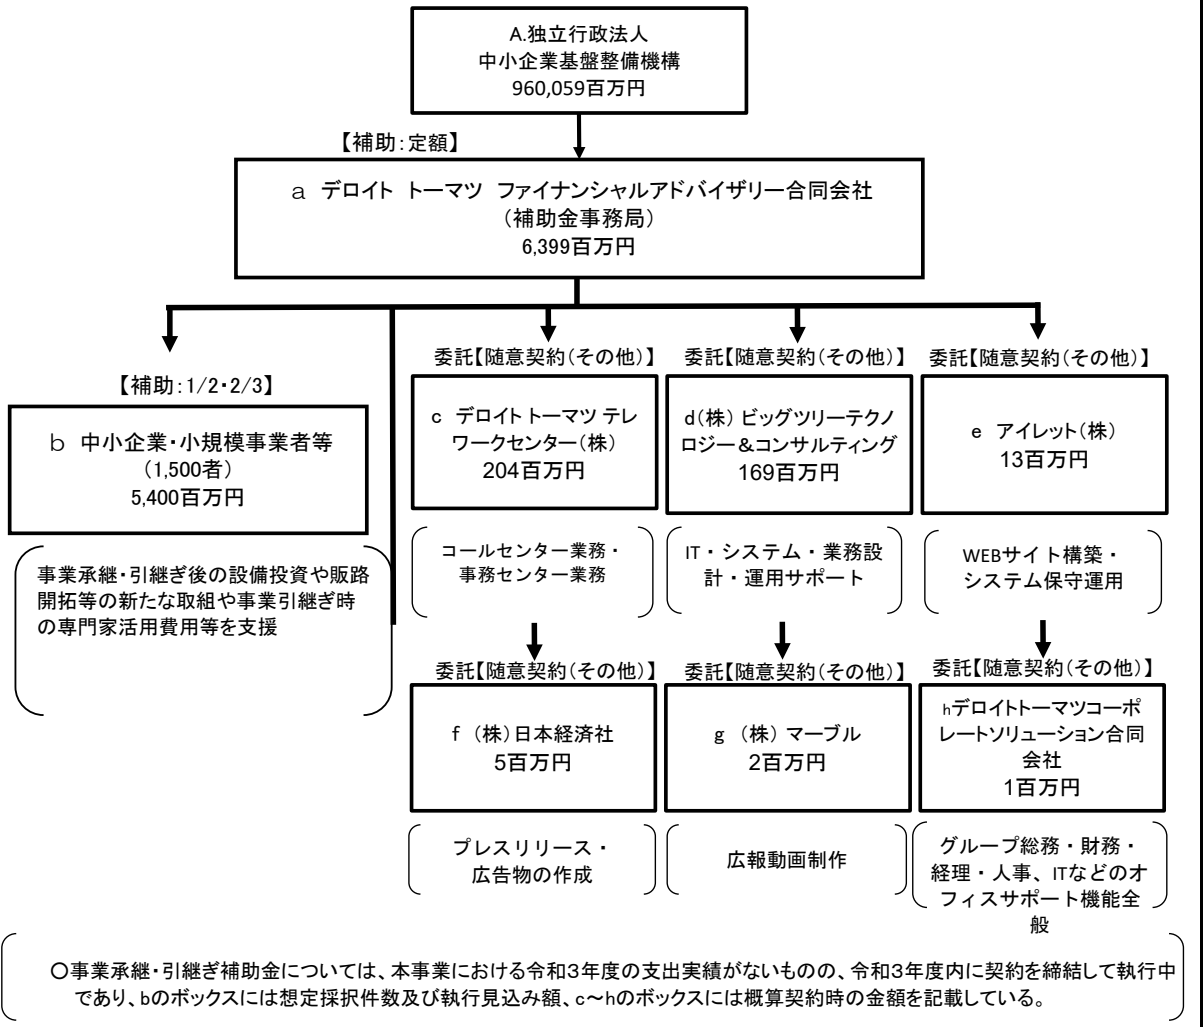 A.独立行政法人
中小企業基盤整備機構
960,059百万円
【補助：定額】
a デロイト トーマツ ファイナンシャルアドバイザリー合同会社
（補助金事務局）
6,399百万円
【補助：1/2・2/3】
b 中小企業・小規模事業者等
（1,500者）
5,400百万円
事業承継・引継ぎ後の設備投資や販路
開拓等の新たな取組や事業引継ぎ時
の専門家活用費用等を支援
委託【随意契約（その他）】
c デロイト トーマツ テレ
ワークセンター（株）
204百万円
コールセンター業務・
事務センター業務
委託【随意契約（その他）】
d（株） ビッグツリーテクノ
ロジー＆コンサルティング
169百万円
IT・システム・業務設
計・運用サポート
委託【随意契約（その他）】
e アイレット（株）
13百万円
WEBサイト構築・
システム保守運用
委託【随意契約（その他）】
f （株）日本経済社
5百万円
プレスリリース・
広告物の作成
委託【随意契約（その他）】
g （株） マーブル
2百万円
広報動画制作
委託【随意契約（その他）】
hデロイトトーマツコーポ
レートソリューション合同
会社
1百万円
グループ総務・財務・
経理・人事、ITなどのオ
フィスサポート機能全
般
○事業承継・引継ぎ補助金については、本事業における令和３年度の支出実績がないものの、令和３年度内に契約を締結して執行中
であり、bのボックスには想定採択件数及び執行見込み額、c～hのボックスには概算契約時の金額を記載している。